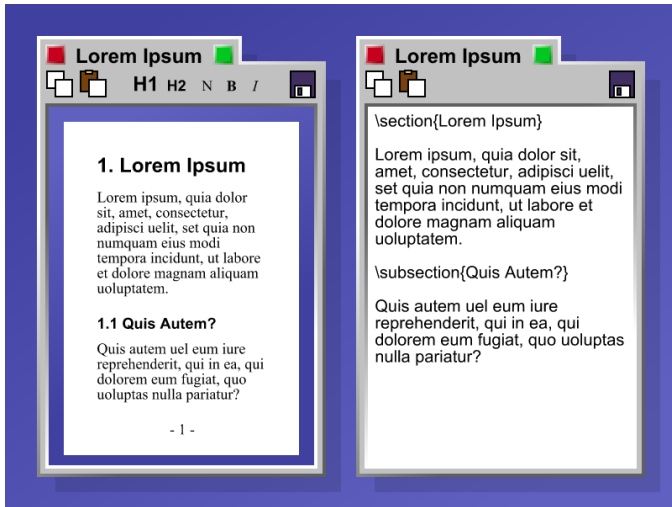 Lorem Ipsum
H1 H2 N B I
1. Lorem Ipsum
Lorem ipsum, quia dolor
sit, amet, consectetur,
adipisci uelit, set quia non
numquam eius modi
tempora incidunt, ut labore
et dolore magnam aliquam
uoluptatem.
1.1 Quis Autem?
Quis autem uel eum iure
reprehenderit, qui in ea, qui
dolorem eum fugiat, quo
uoluptas nulla pariatur?
- 1 -
Lorem Ipsum
\section{Lorem Ipsum}
Lorem ipsum, quia dolor sit,
amet, consectetur, adipisci uelit,
set quia non numquam eius modi
tempora incidunt, ut labore et
dolore magnam aliquam
uoluptatem.
\subsection{Quis Autem?}
Quis autem uel eum iure
reprehenderit, qui in ea, qui
dolorem eum fugiat, quo uoluptas
nulla pariatur?